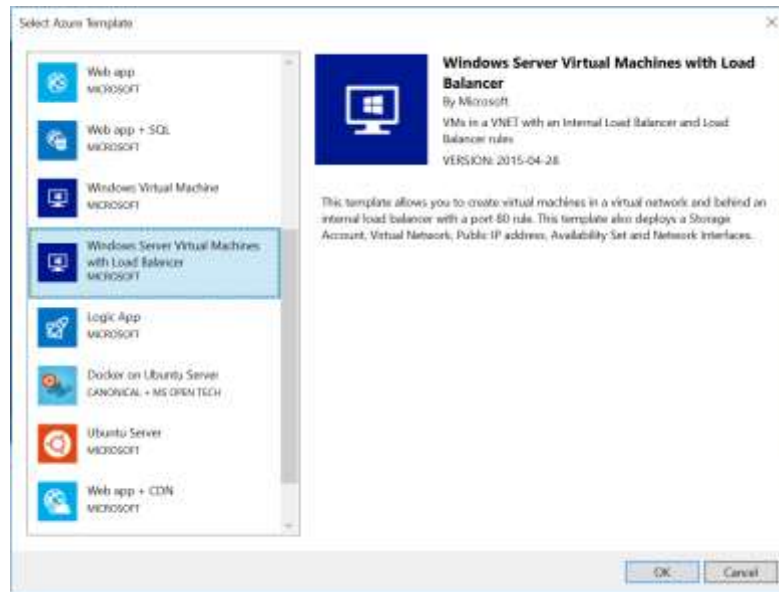 Select Azure Template
Web app
MICROSOFT
Web app + SQL
MICROSOFT
Windows Virtual Machine
MICROSOFT
Windows Server Virtual Machines
with Load Balancer
MICROSOFT
Logic App
MICROSOFT
Docker on Ubuntu Server
CANONICAL + MS OPEN TECH
Ubuntu Server
MICROSOFT
Web app + CDN
MICROSOFT
Windows Server Virtual Machines with Load
Balancer
By Microsoft
VMs in a VNET with an Internal Load Balancer and Load
Balancer rules
VERSION: 2015-04-28
This template allows you to create virtual machines in a virtual network and behind an
internal load balancer with a port 80 rule. This template also deploys a Storage
Account, Virtual Network, Public IP address, Availability Set and Network Interfaces.
OK
Cancel